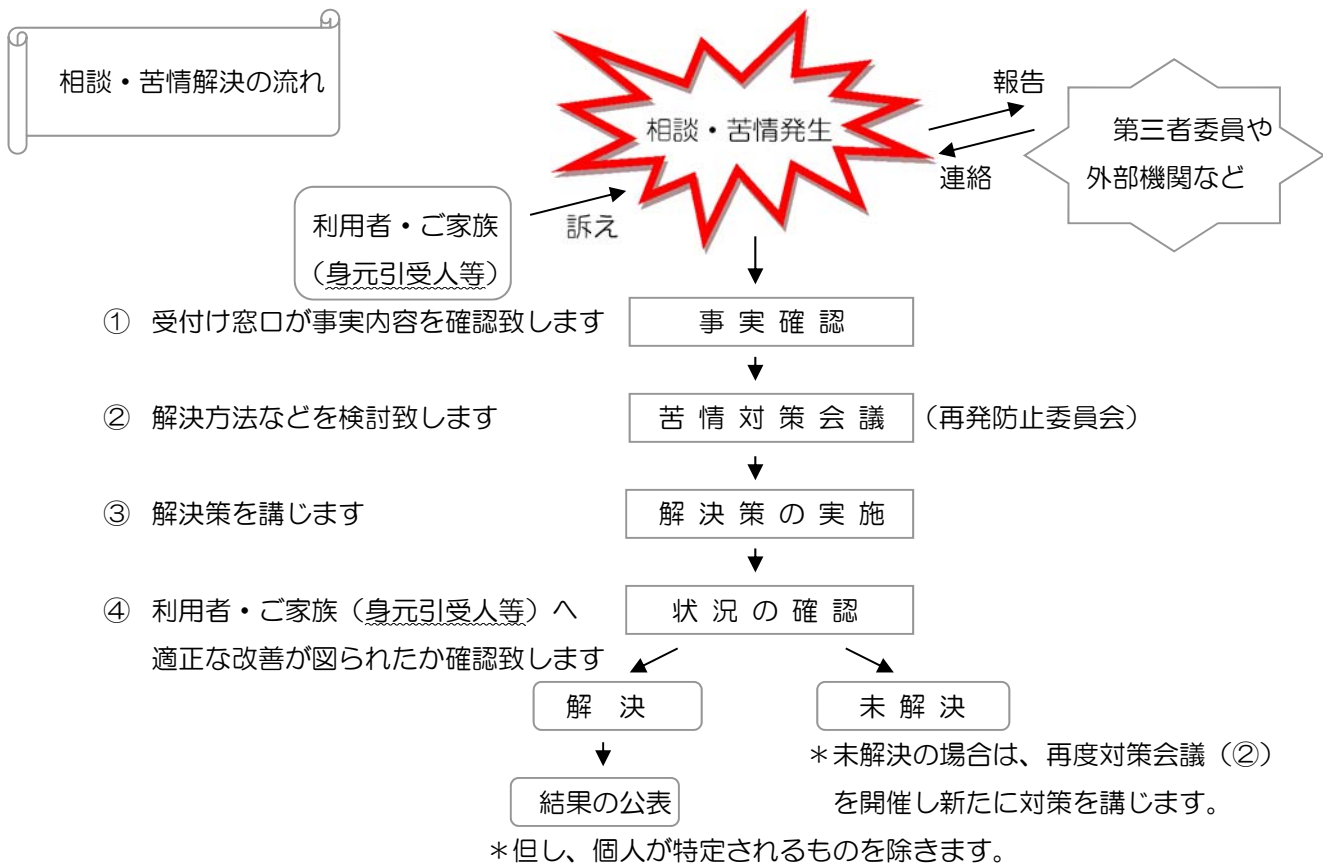 相談・苦情解決の流れ
相談・苦情発生
報告
連絡
第三者委員や
外部機関など
利用者・ご家族
（身元引受人等）
訴え
① 受付け窓口が事実内容を確認致します
事実確認
② 解決方法などを検討致します
苦情対策会議
（再発防止委員会）
③ 解決策を講じます
解決策の実施
④ 利用者・ご家族（身元引受人等）へ
適正な改善が図られたか確認致します
状況の確認
解 決
未解決
＊未解決の場合は、再度対策会議（②）
を開催し新たに対策を講じます。
結果の公表
＊但し、個人が特定されるものを除きます。